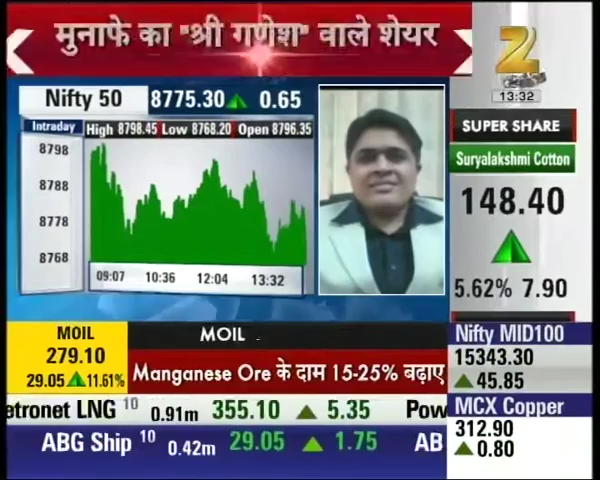 मुनाफे का "श्री गणेश" वाले शेयर
Z
13:32
Nifty 50 8775.30 0.65
Intraday High 8798.45 Low 8768.20 Open 8796.35
8798
8788
8778
8768
09:07 10:36 12:04 13:32
SUPER SHARE
Suryalakshmi Cotton
148.40
5.62% 7.90
MOIL
279.10
29.05 11.61%
MOIL
Manganese Ore के दाम 15-25% बढ़ाए
Nifty MID100
15343.30
45.85
MCX Copper
312.90
0.80
etronet LNG 10 0.91m 355.10 5.35 Pow
ABG Ship 10 0.42m 29.05 1.75 AB